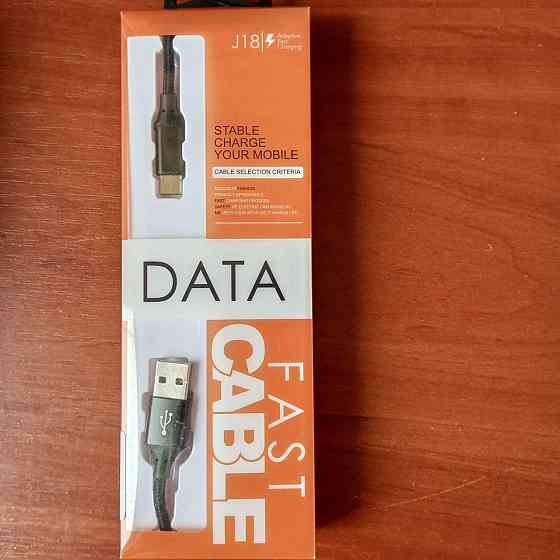 J18
Adaptive
Fast
Charging
STABLE
CHARGE
YOUR MOBILE
CABLE SELECTION CRITERIA
DATA
FAST
CABLE